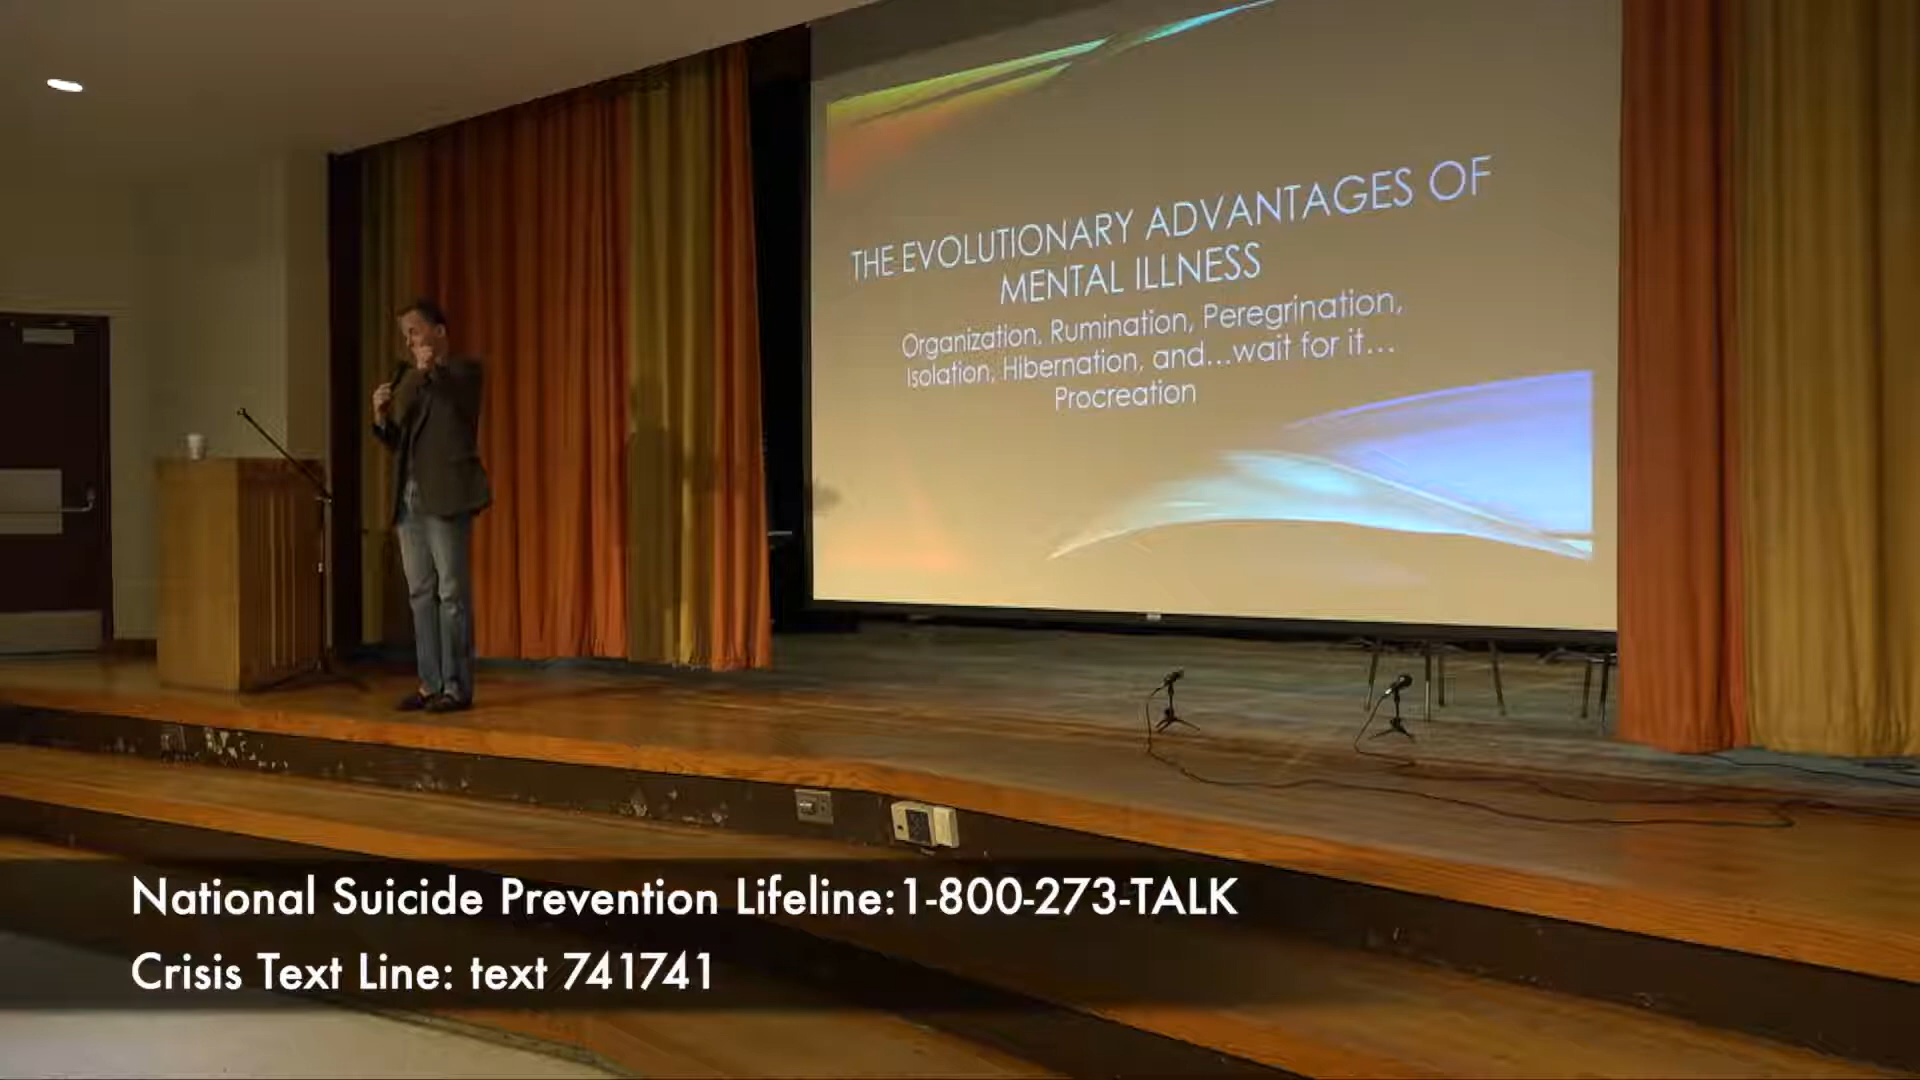 THE EVOLUTIONARY ADVANTAGES OF
MENTAL ILLNESS
Organization, Rumination, Peregrination,
Isolation, Hibernation, and...wait for it...
Procreation
National Suicide Prevention Lifeline:1-800-273-TALK
Crisis Text Line: text 741741